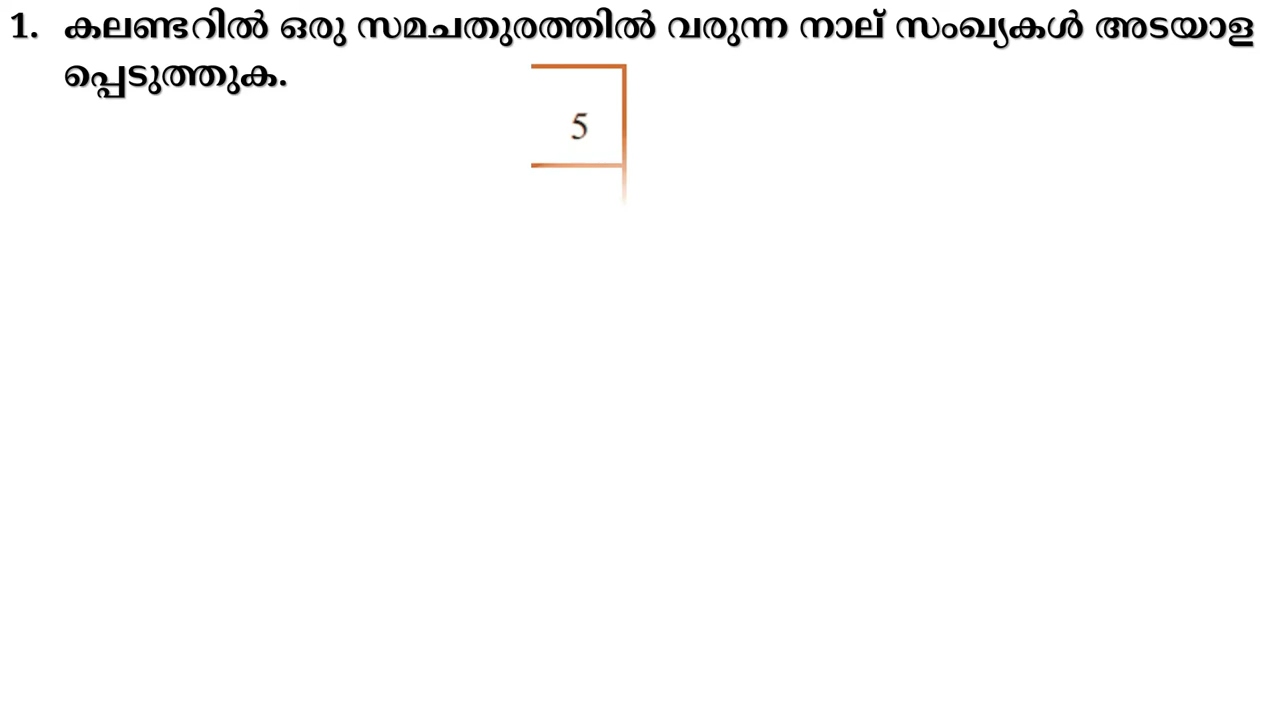 1. കലണ്ടറിൽ ഒരു സമചതുരത്തിൽ വരുന്ന നാല് സംഖ്യകൾ അടയാള
പ്പെടുത്തുക.
5